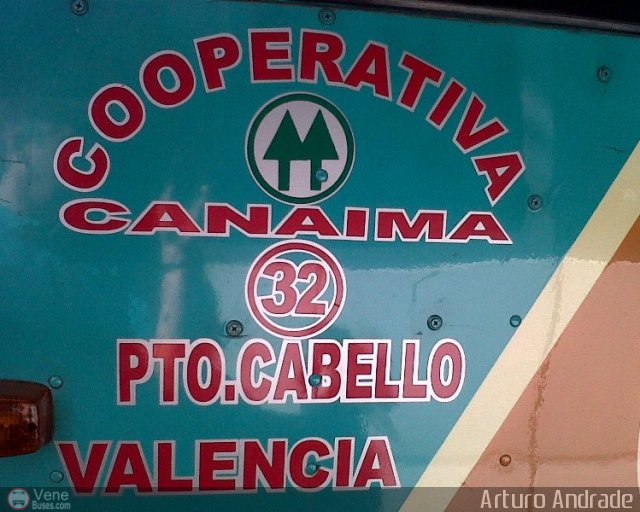 COOPERATIVA
CANAIMA
32
PTO.CABELLO
VALENCIA
Vene
Buses.com
Arturo Andrade